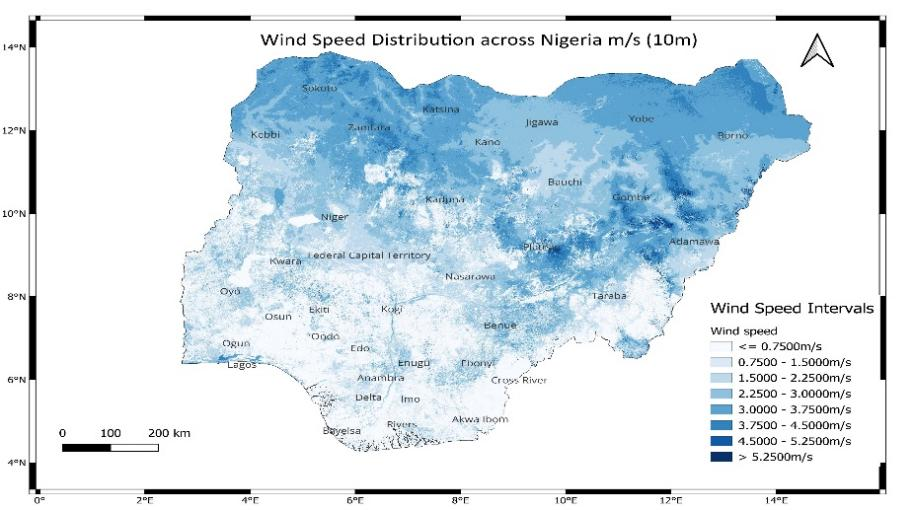 Wind Speed Distribution across Nigeria m/s (10m)
14°N
Sokoto
Katsina
Jigawa
Yobe
Zamfara
12°N
Kebbi
Borno
Kano
Bauchi
Kaduna
Gombe
10°N
Niger
Plateau
Adamawa
Federal Capital Territory
Kwara
Nasarawa
8°N
Oyo
Taraba
Ekiti
Kogi
Osun
Benue
Ondo
Ogun
Edo
Lagos
Enugu
Ebonyi
6°N
Anambra
Cross River
Delta
Imo
Akwa Ibom
Rivers
Bayelsa
4°N
Wind Speed Intervals
Wind speed
<= 0.7500m/s
0.7500 - 1.5000m/s
1.5000 - 2.2500m/s
2.2500 - 3.0000m/s
3.0000 - 3.7500m/s
3.7500 - 4.5000m/s
4.5000 - 5.2500m/s
> 5.2500m/s
0 100 200 km
0° 2°E 4°E 6°E 8°E 10°E 12°E 14°E